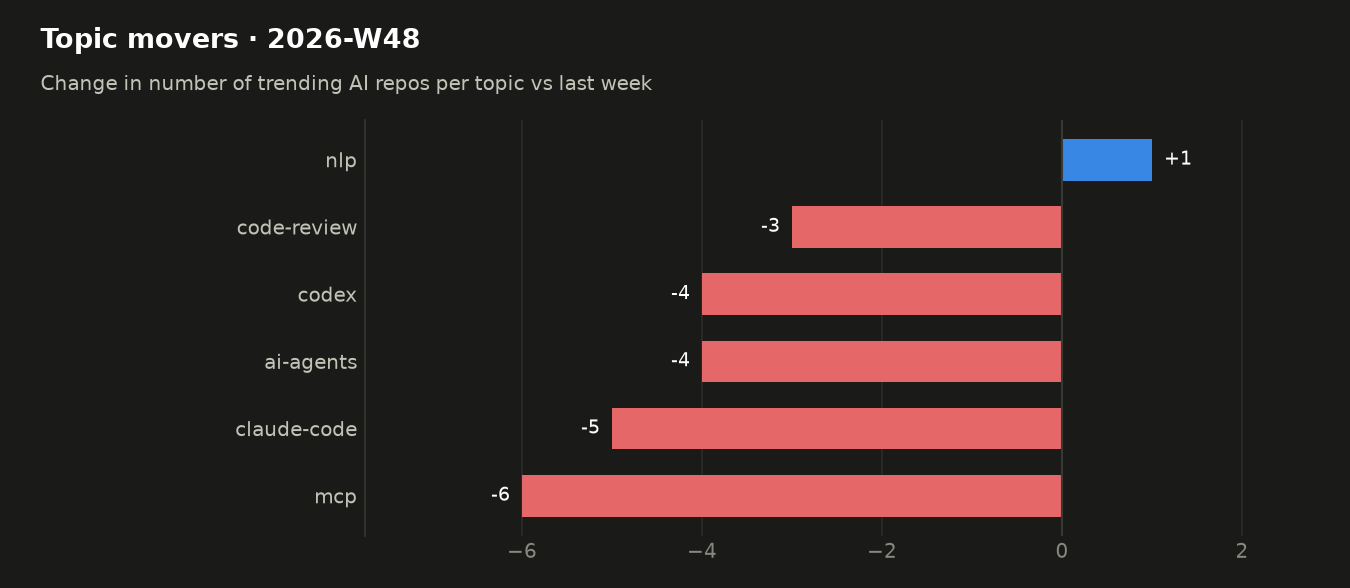 Topic movers · 2026-W48
Change in number of trending AI repos per topic vs last week
nlp +1
code-review -3
codex -4
ai-agents -4
claude-code -5
mcp -6
−6 −4 −2 0 2